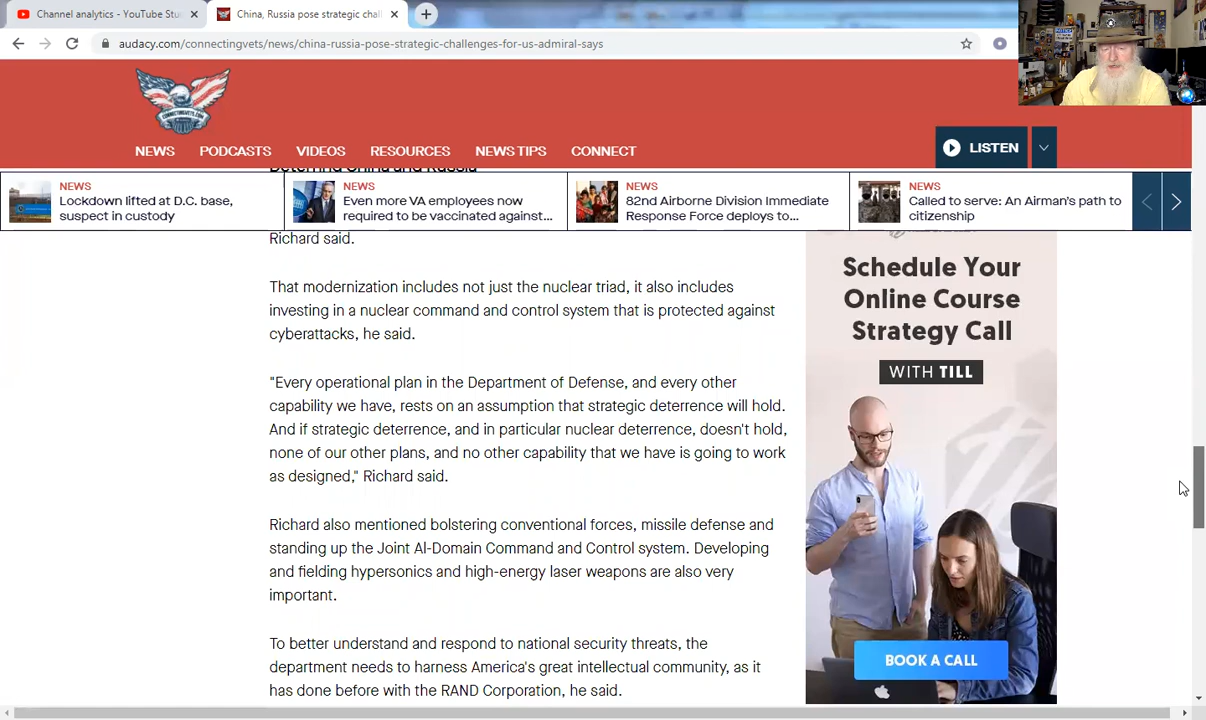 Channel analytics - YouTube Stu
China, Russia pose strategic chal
audacy.com/connectingvets/news/china-russia-pose-strategic-challenges-for-us-admiral-says
CONNECTINGVETS.COM
NEWS
PODCASTS
VIDEOS
RESOURCES
NEWS TIPS
CONNECT
LISTEN
Deterring China and Russia
NEWS
Lockdown lifted at D.C. base,
suspect in custody
NEWS
Even more VA employees now
required to be vaccinated against...
NEWS
82nd Airborne Division Immediate
Response Force deploys to...
NEWS
Called to serve: An Airman's path to
citizenship
Richard said.
That modernization includes not just the nuclear triad, it also includes
investing in a nuclear command and control system that is protected against
cyberattacks, he said.
"Every operational plan in the Department of Defense, and every other
capability we have, rests on an assumption that strategic deterrence will hold.
And if strategic deterrence, and in particular nuclear deterrence, doesn't hold,
none of our other plans, and no other capability that we have is going to work
as designed," Richard said.
Richard also mentioned bolstering conventional forces, missile defense and
standing up the Joint Al-Domain Command and Control system. Developing
and fielding hypersonics and high-energy laser weapons are also very
important.
To better understand and respond to national security threats, the
department needs to harness America's great intellectual community, as it
has done before with the RAND Corporation, he said.
Schedule Your
Online Course
Strategy Call
WITH TILL
BOOK A CALL